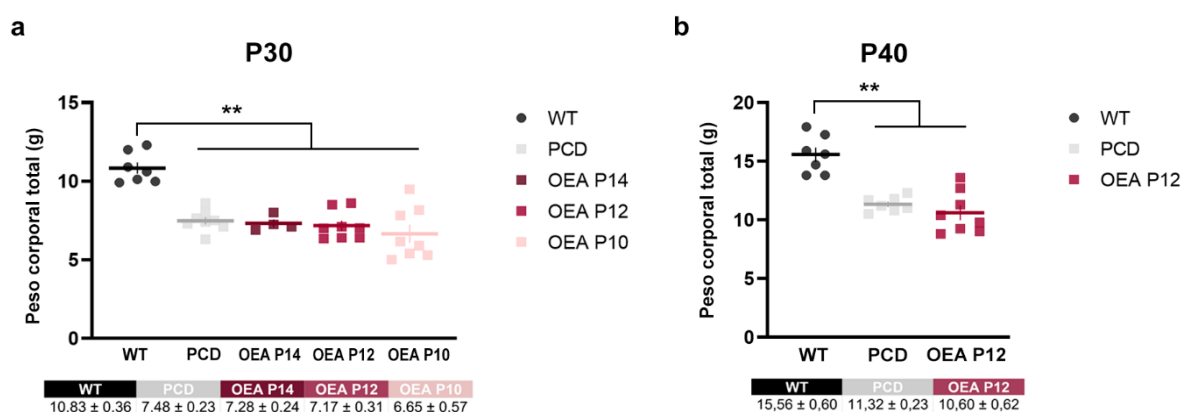 a
P30
Peso corporal total (g)
15
10
5
0
**
WT PCD OEA P14 OEA P12 OEA P10
WT
PCD
OEA P14
OEA P12
OEA P10
WT PCD OEA P14 OEA P12 OEA P10
10.83 ± 0.36 7.48 ± 0,23 7.28 ± 0.24 7.17 ± 0.31 6.65 ± 0.57
b
P40
Peso corporal total (g)
20
15
10
5
0
**
WT PCD OEA P12
WT
PCD
OEA P12
WT PCD OEA P12
15,56 ± 0,60 11,32 ± 0,23 10,60 ± 0,62